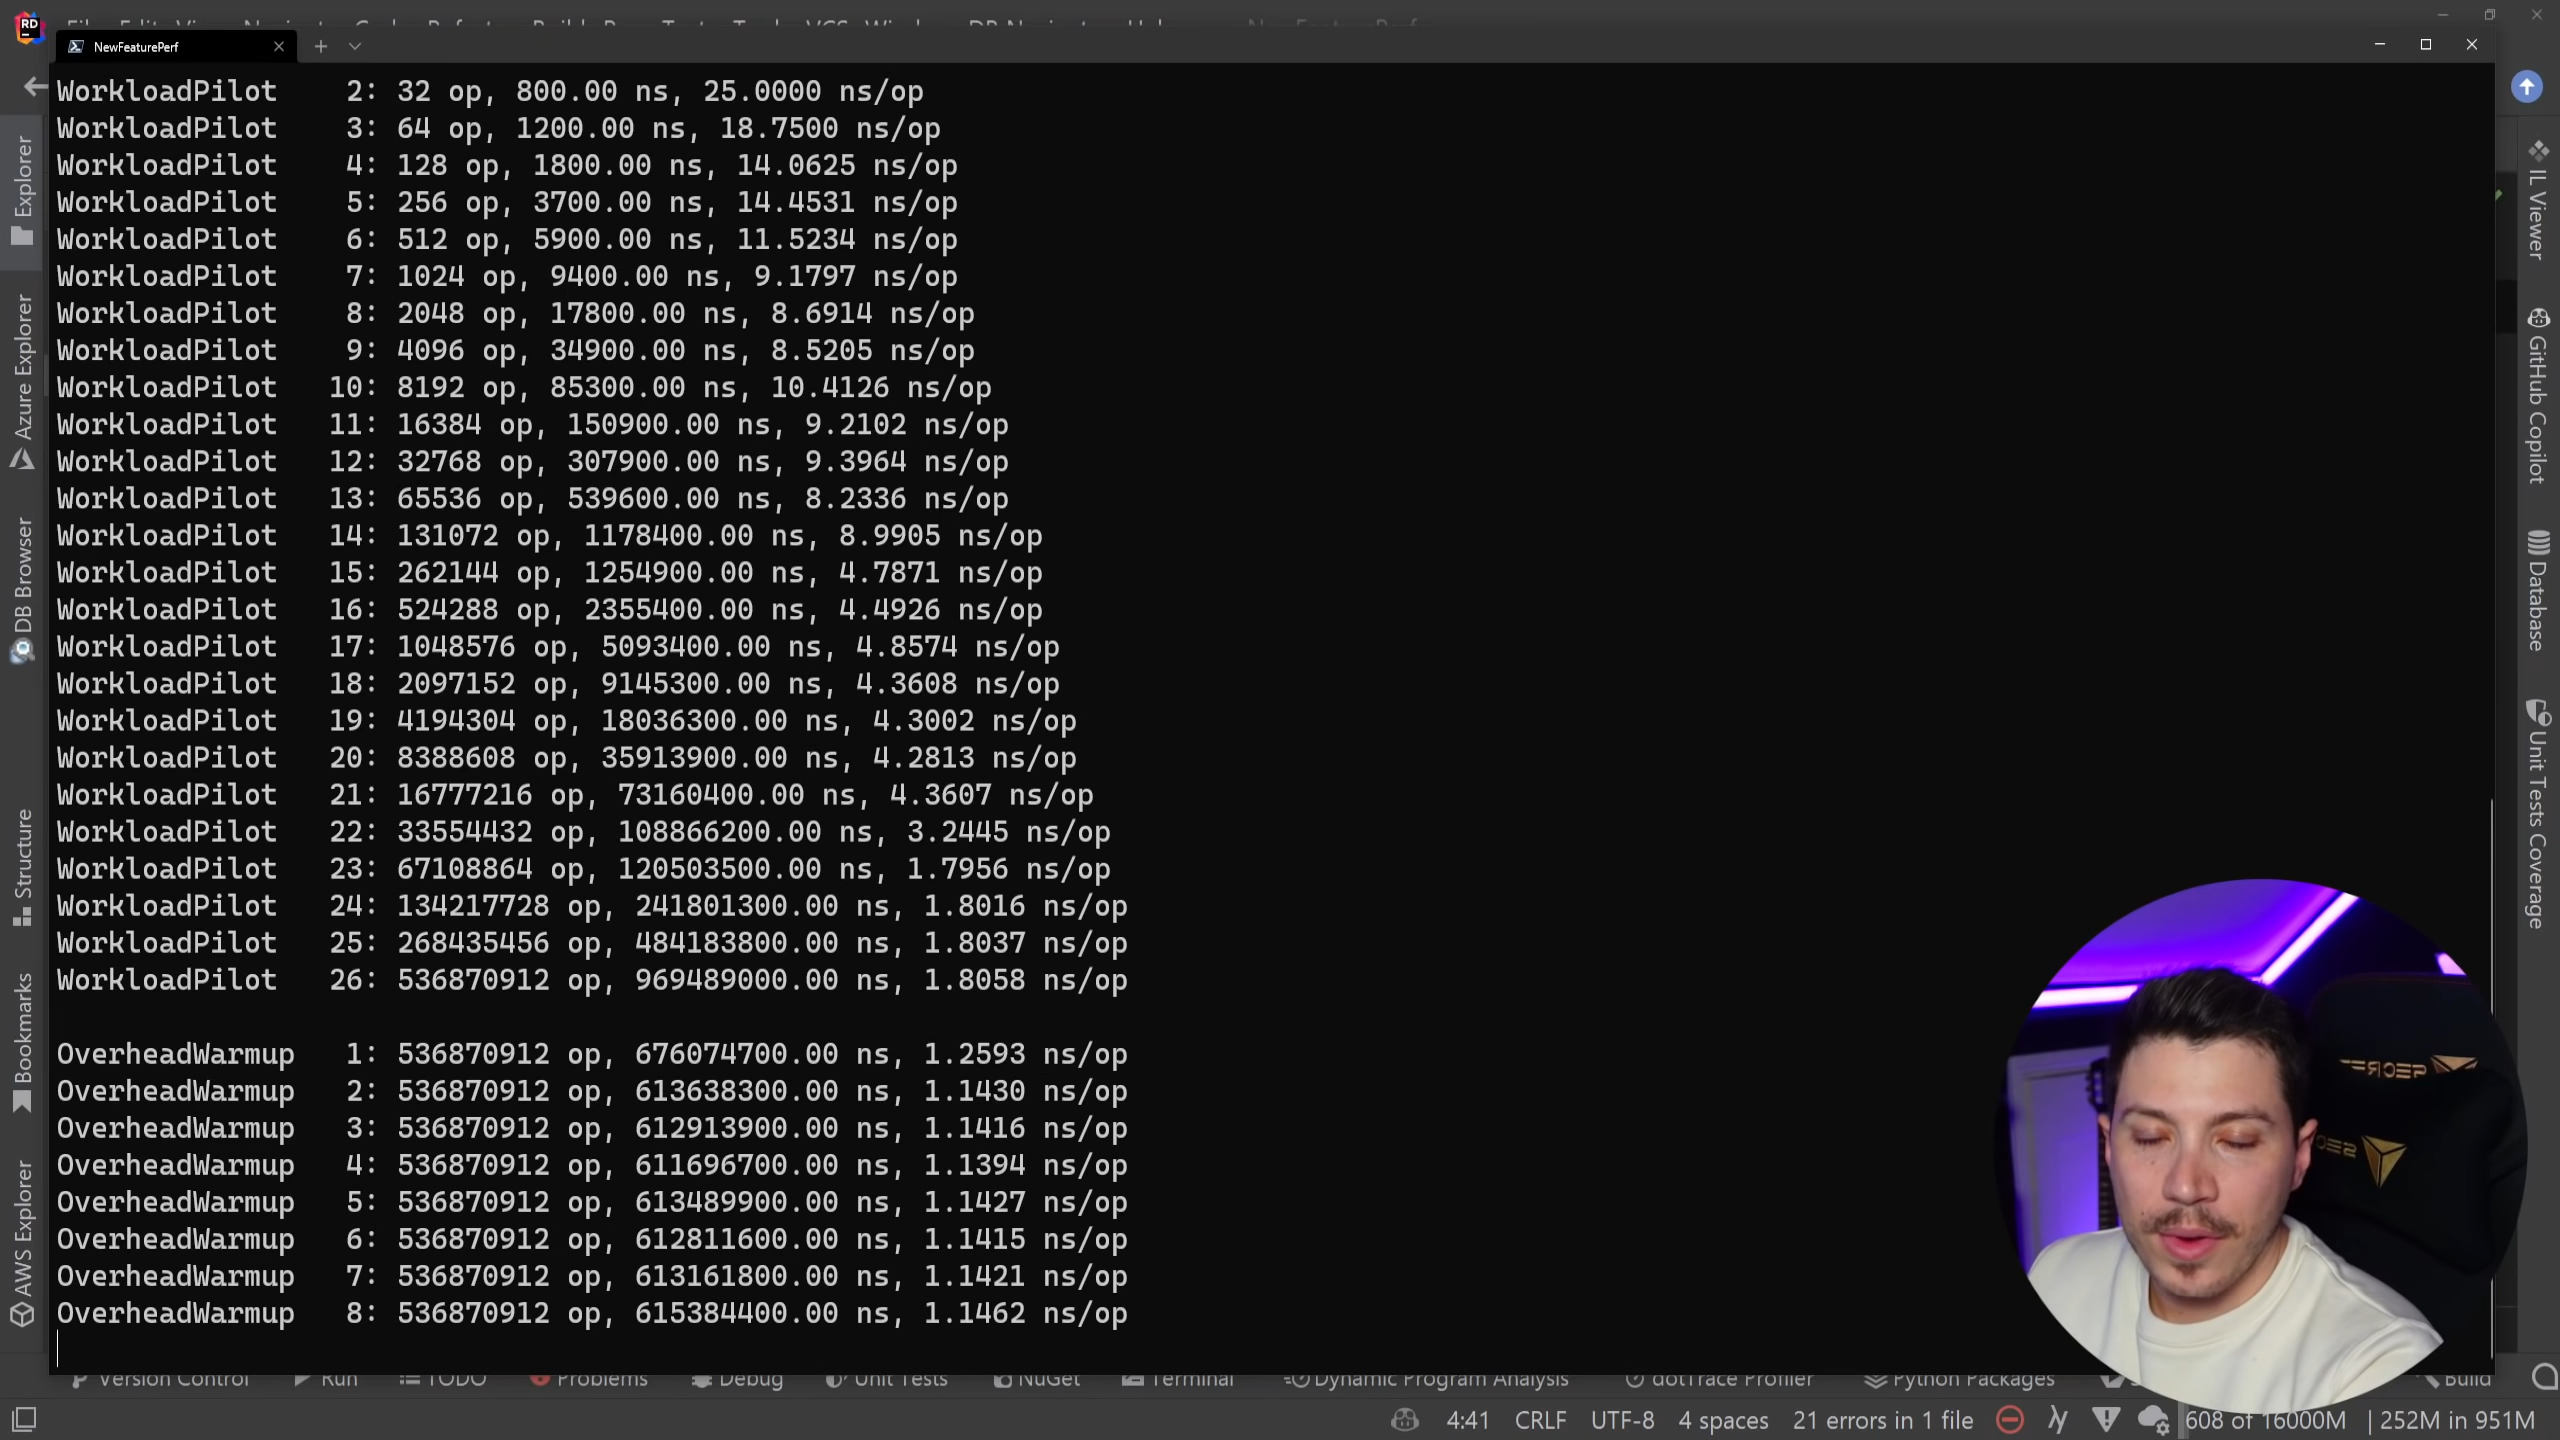 RD
NewFeaturePerf
WorkloadPilot 2: 32 op, 800.00 ns, 25.0000 ns/op
WorkloadPilot 3: 64 op, 1200.00 ns, 18.7500 ns/op
WorkloadPilot 4: 128 op, 1800.00 ns, 14.0625 ns/op
WorkloadPilot 5: 256 op, 3700.00 ns, 14.4531 ns/op
WorkloadPilot 6: 512 op, 5900.00 ns, 11.5234 ns/op
WorkloadPilot 7: 1024 op, 9400.00 ns, 9.1797 ns/op
WorkloadPilot 8: 2048 op, 17800.00 ns, 8.6914 ns/op
WorkloadPilot 9: 4096 op, 34900.00 ns, 8.5205 ns/op
WorkloadPilot 10: 8192 op, 85300.00 ns, 10.4126 ns/op
WorkloadPilot 11: 16384 op, 150900.00 ns, 9.2102 ns/op
WorkloadPilot 12: 32768 op, 307900.00 ns, 9.3964 ns/op
WorkloadPilot 13: 65536 op, 539600.00 ns, 8.2336 ns/op
WorkloadPilot 14: 131072 op, 1178400.00 ns, 8.9905 ns/op
WorkloadPilot 15: 262144 op, 1254900.00 ns, 4.7871 ns/op
WorkloadPilot 16: 524288 op, 2355400.00 ns, 4.4926 ns/op
WorkloadPilot 17: 1048576 op, 5093400.00 ns, 4.8574 ns/op
WorkloadPilot 18: 2097152 op, 9145300.00 ns, 4.3608 ns/op
WorkloadPilot 19: 4194304 op, 18036300.00 ns, 4.3002 ns/op
WorkloadPilot 20: 8388608 op, 35913900.00 ns, 4.2813 ns/op
WorkloadPilot 21: 16777216 op, 73160400.00 ns, 4.3607 ns/op
WorkloadPilot 22: 33554432 op, 108866200.00 ns, 3.2445 ns/op
WorkloadPilot 23: 67108864 op, 120503500.00 ns, 1.7956 ns/op
WorkloadPilot 24: 134217728 op, 241801300.00 ns, 1.8016 ns/op
WorkloadPilot 25: 268435456 op, 484183800.00 ns, 1.8037 ns/op
WorkloadPilot 26: 536870912 op, 969489000.00 ns, 1.8058 ns/op
OverheadWarmup 1: 536870912 op, 676074700.00 ns, 1.2593 ns/op
OverheadWarmup 2: 536870912 op, 613638300.00 ns, 1.1430 ns/op
OverheadWarmup 3: 536870912 op, 612913900.00 ns, 1.1416 ns/op
OverheadWarmup 4: 536870912 op, 611696700.00 ns, 1.1394 ns/op
OverheadWarmup 5: 536870912 op, 613489900.00 ns, 1.1427 ns/op
OverheadWarmup 6: 536870912 op, 612811600.00 ns, 1.1415 ns/op
OverheadWarmup 7: 536870912 op, 613161800.00 ns, 1.1421 ns/op
OverheadWarmup 8: 536870912 op, 615384400.00 ns, 1.1462 ns/op
Explorer
Azure Explorer
DB Browser
Structure
Bookmarks
AWS Explorer
IL Viewer
GitHub Copilot
Database
Unit Tests Coverage
Version Control Run TODO Problems Debug Unit Tests NuGet Terminal Dynamic Program Analysis dotTrace Profiler Python Packages Build
4:41 CRLF UTF-8 4 spaces 21 errors in 1 file 608 of 16000M 252M in 951M